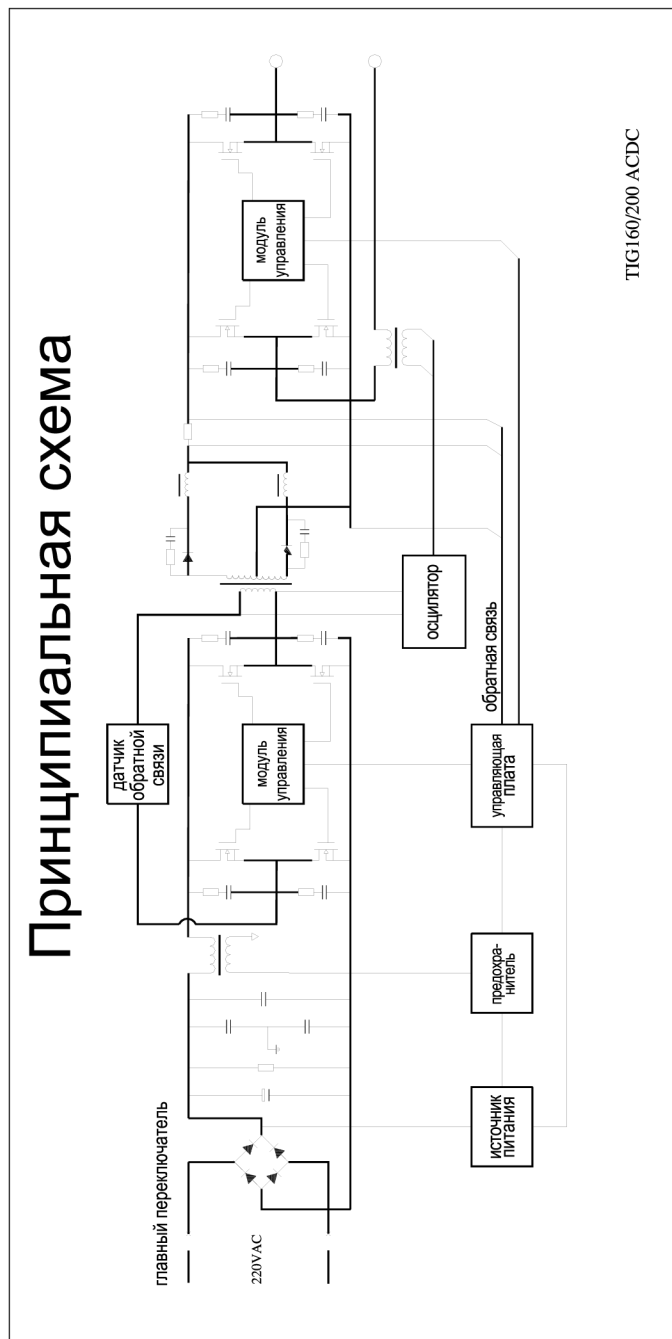 Принципиальная схема
главный переключатель
220VAC
датчик
обратной
связи
модуль
управления
модуль
управления
осцилятор
обратная связь
источник
питания
предохра-
нитель
управляющая
плата
TIG160/200 ACDC